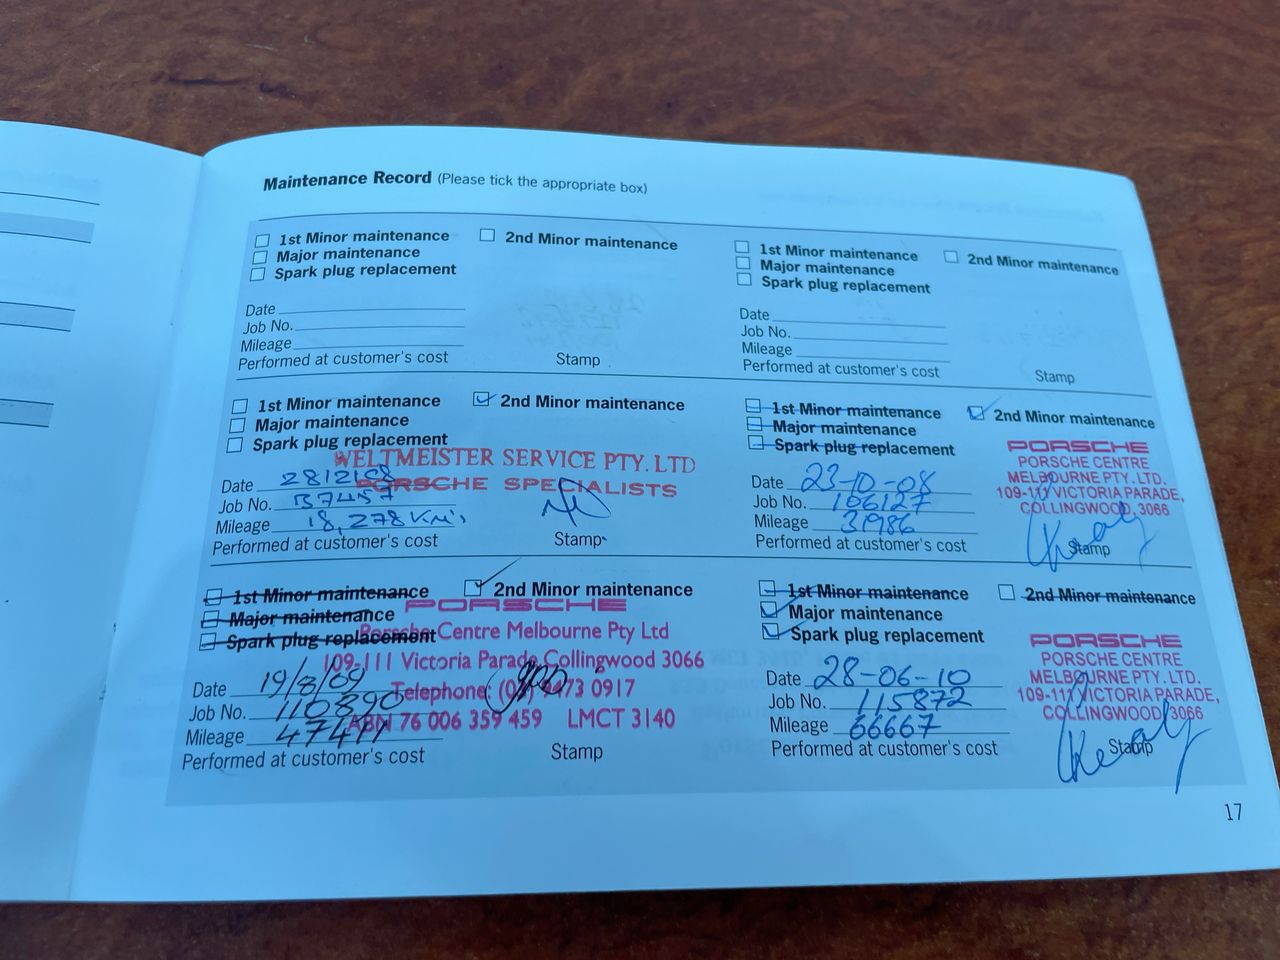 Maintenance Record (Please tick the appropriate box)
1st Minor maintenance 2nd Minor maintenance
Major maintenance
Spark plug replacement
Date
Job No.
Mileage
Performed at customer's cost Stamp
1st Minor maintenance 2nd Minor maintenance
Major maintenance
Spark plug replacement
Date
Job No.
Mileage
Performed at customer's cost Stamp
1st Minor maintenance 2nd Minor maintenance
Major maintenance
Spark plug replacement
WELTMEISTER SERVICE PTY. LTD
PORSCHE SPECIALISTS
Date
Job No. B7457
Mileage 18,278 Km's
Performed at customer's cost Stamp
1st Minor maintenance 2nd Minor maintenance
Major maintenance
Spark plug replacement
PORSCHE
PORSCHE CENTRE
MELBOURNE PTY. LTD.
109-111 VICTORIA PARADE,
COLLINGWOOD, 3066
Date 23-10-08
Job No. 106127
Mileage 31986
Performed at customer's cost Stamp
1st Minor maintenance 2nd Minor maintenance
Major maintenance
Spark plug replacement
PORSCHE
Porsche Centre Melbourne Pty Ltd
109-111 Victoria Parade Collingwood 3066
Telephone: (03) 9473 0917
ABN 76 006 359 459 LMCT 3140
Date 19/8/09
Job No. 110390
Mileage
Performed at customer's cost Stamp
1st Minor maintenance 2nd Minor maintenance
Major maintenance
Spark plug replacement
PORSCHE
PORSCHE CENTRE
MELBOURNE PTY. LTD.
109-111 VICTORIA PARADE,
COLLINGWOOD, 3066
Date 28-06-10
Job No. 115872
Mileage 66667
Performed at customer's cost Stamp
17